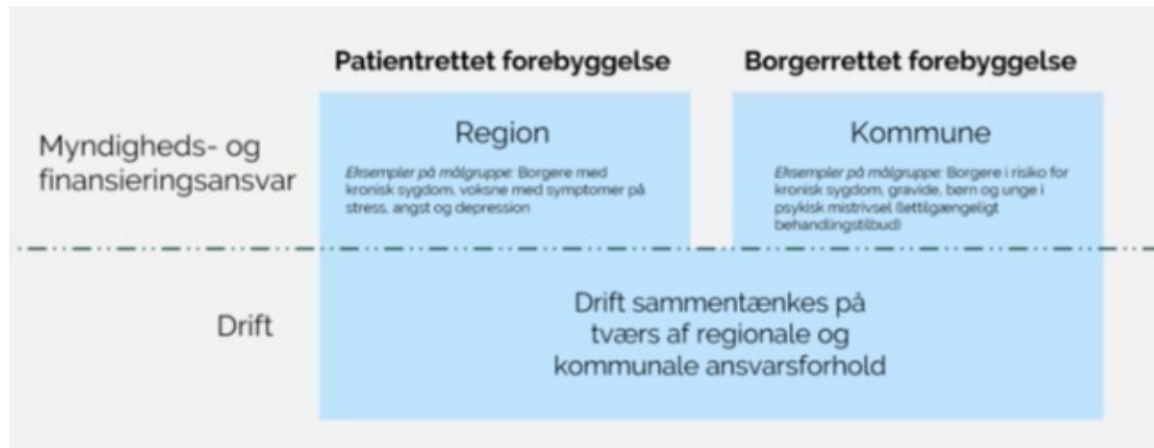 Patientrettet forebyggelse
Borgerrettet forebyggelse
Myndigheds- og
finansieringsansvar
Region
Eksempler på målgruppe: Borgere med
kronisk sygdom, voksne med symptomer på
stress, angst og depression
Kommune
Eksempler på målgruppe: Borgere i risiko for
kronisk sygdom, gravide, børn og unge i
psykisk mistrivsel (lettilgængeligt
behandlingstilbud)
Drift
Drift sammentænkes på
tværs af regionale og
kommunale ansvarsforhold